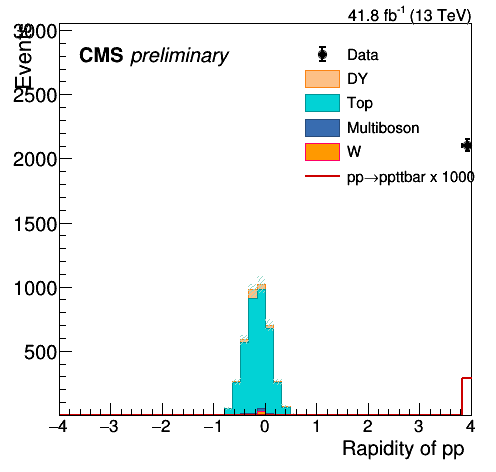 41.8 fb⁻¹ (13 TeV)
Events
CMS preliminary
Data
DY
Top
Multiboson
W
pp→ppttbar x 1000
3000
2500
2000
1500
1000
500
−4 −3 −2 −1 0 1 2 3 4
Rapidity of pp